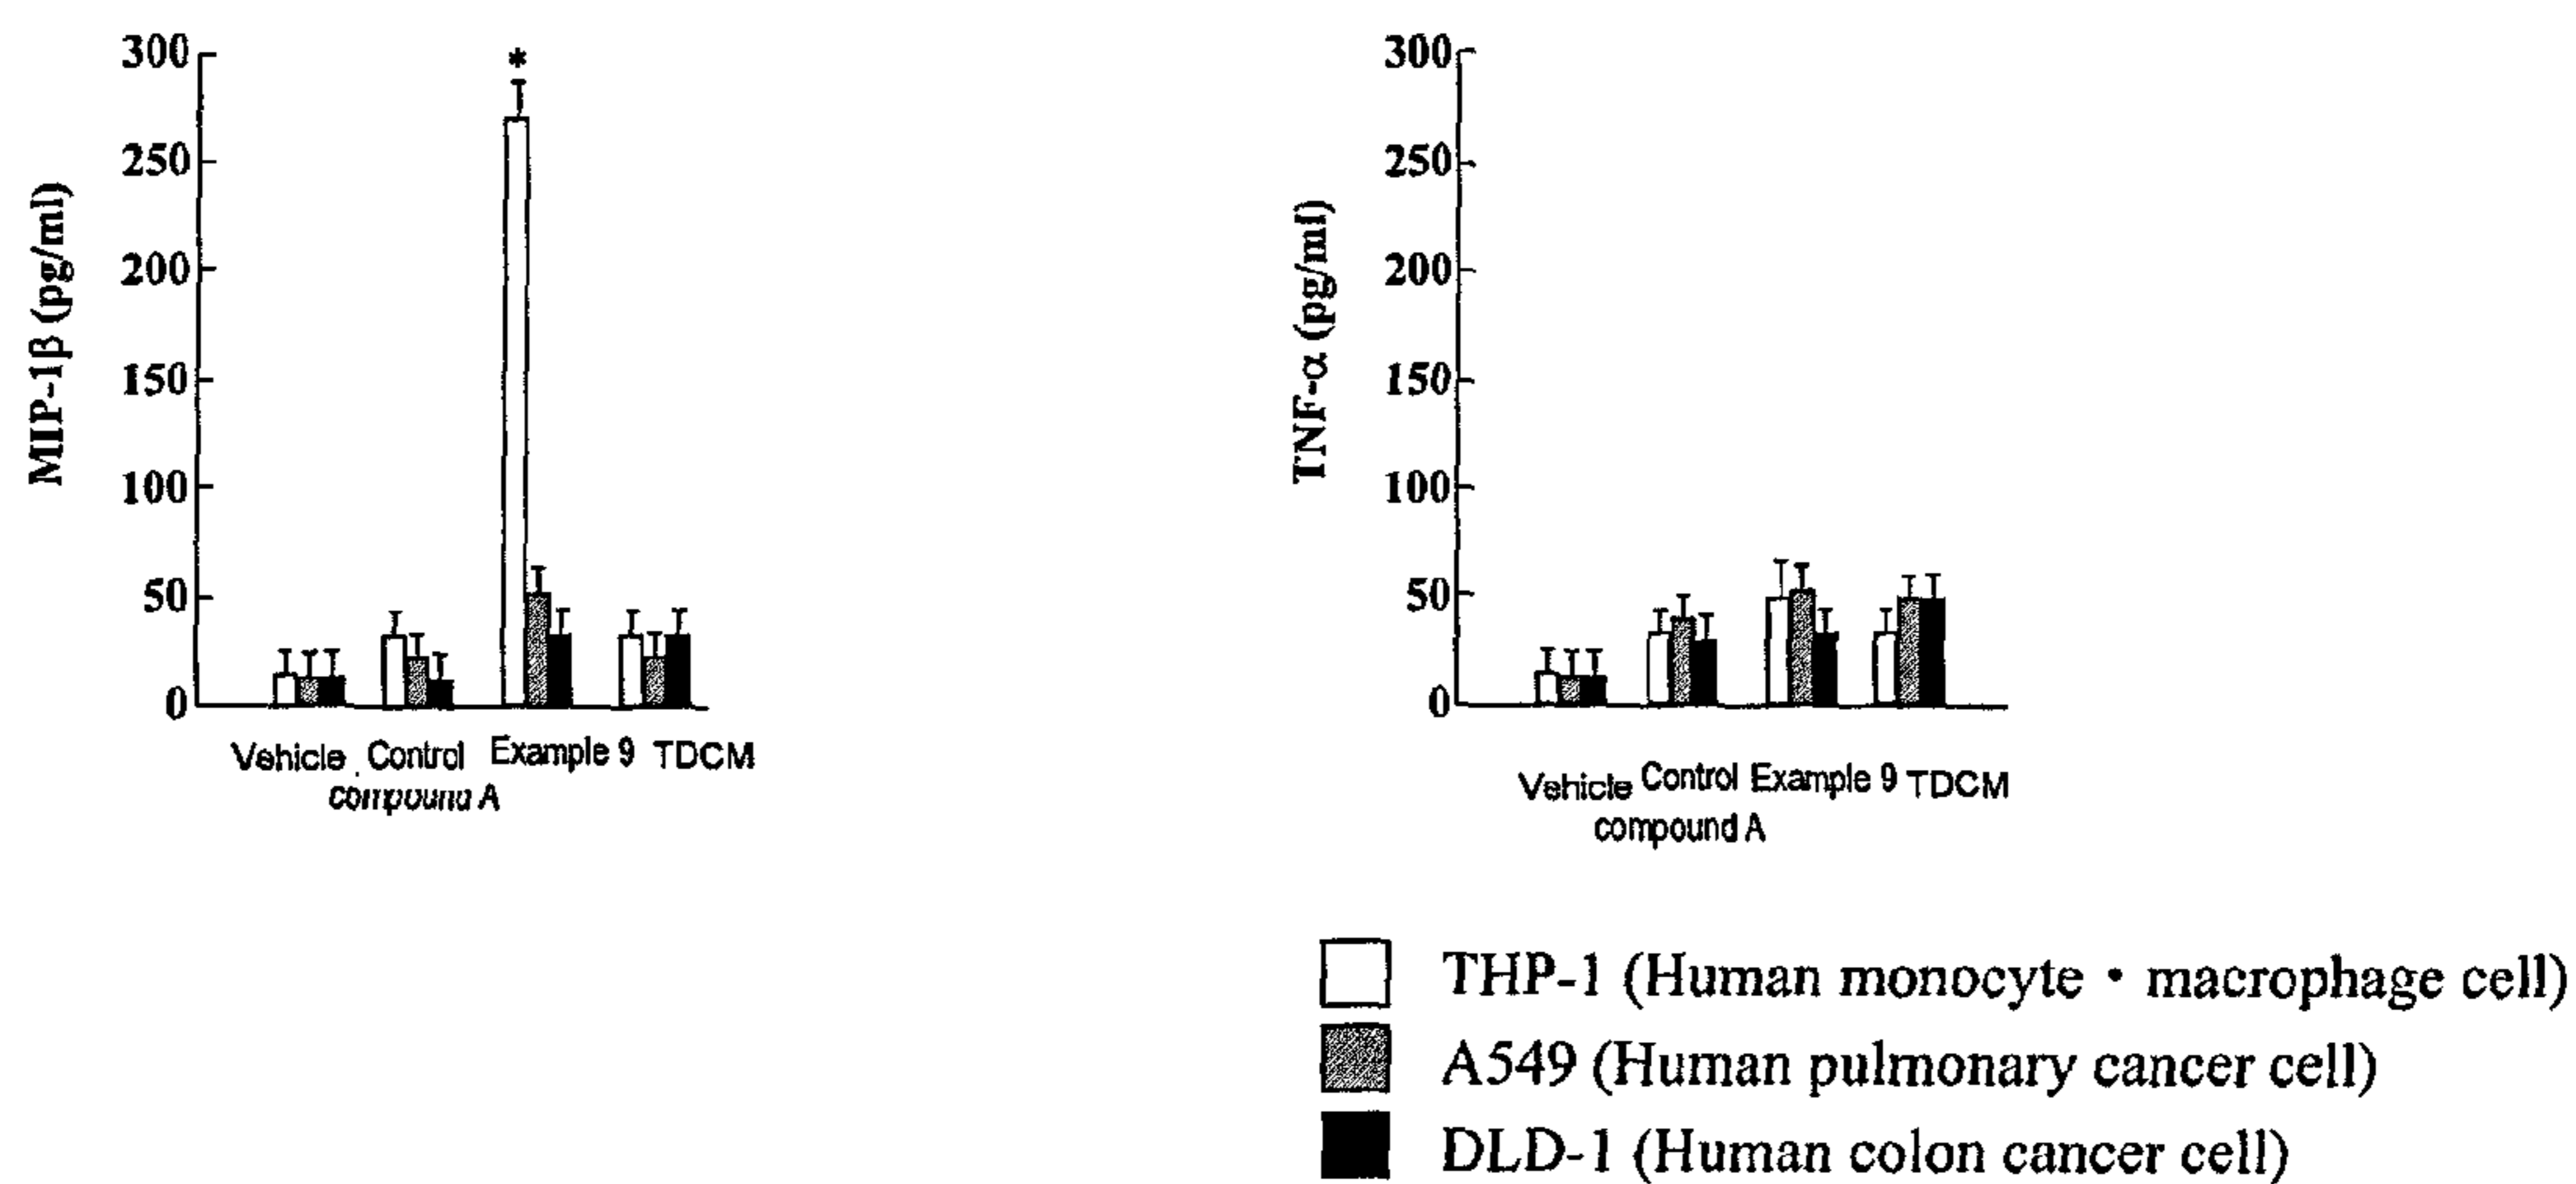 300
250
200
150
100
50
0
MIP-1β (pg/ml)
*
Vehicle Control Example 9 TDCM
compound A
300
250
200
150
100
50
0
TNF-α (pg/ml)
Vehicle Control Example 9 TDCM
compound A
THP-1 (Human monocyte・macrophage cell)
A549 (Human pulmonary cancer cell)
DLD-1 (Human colon cancer cell)